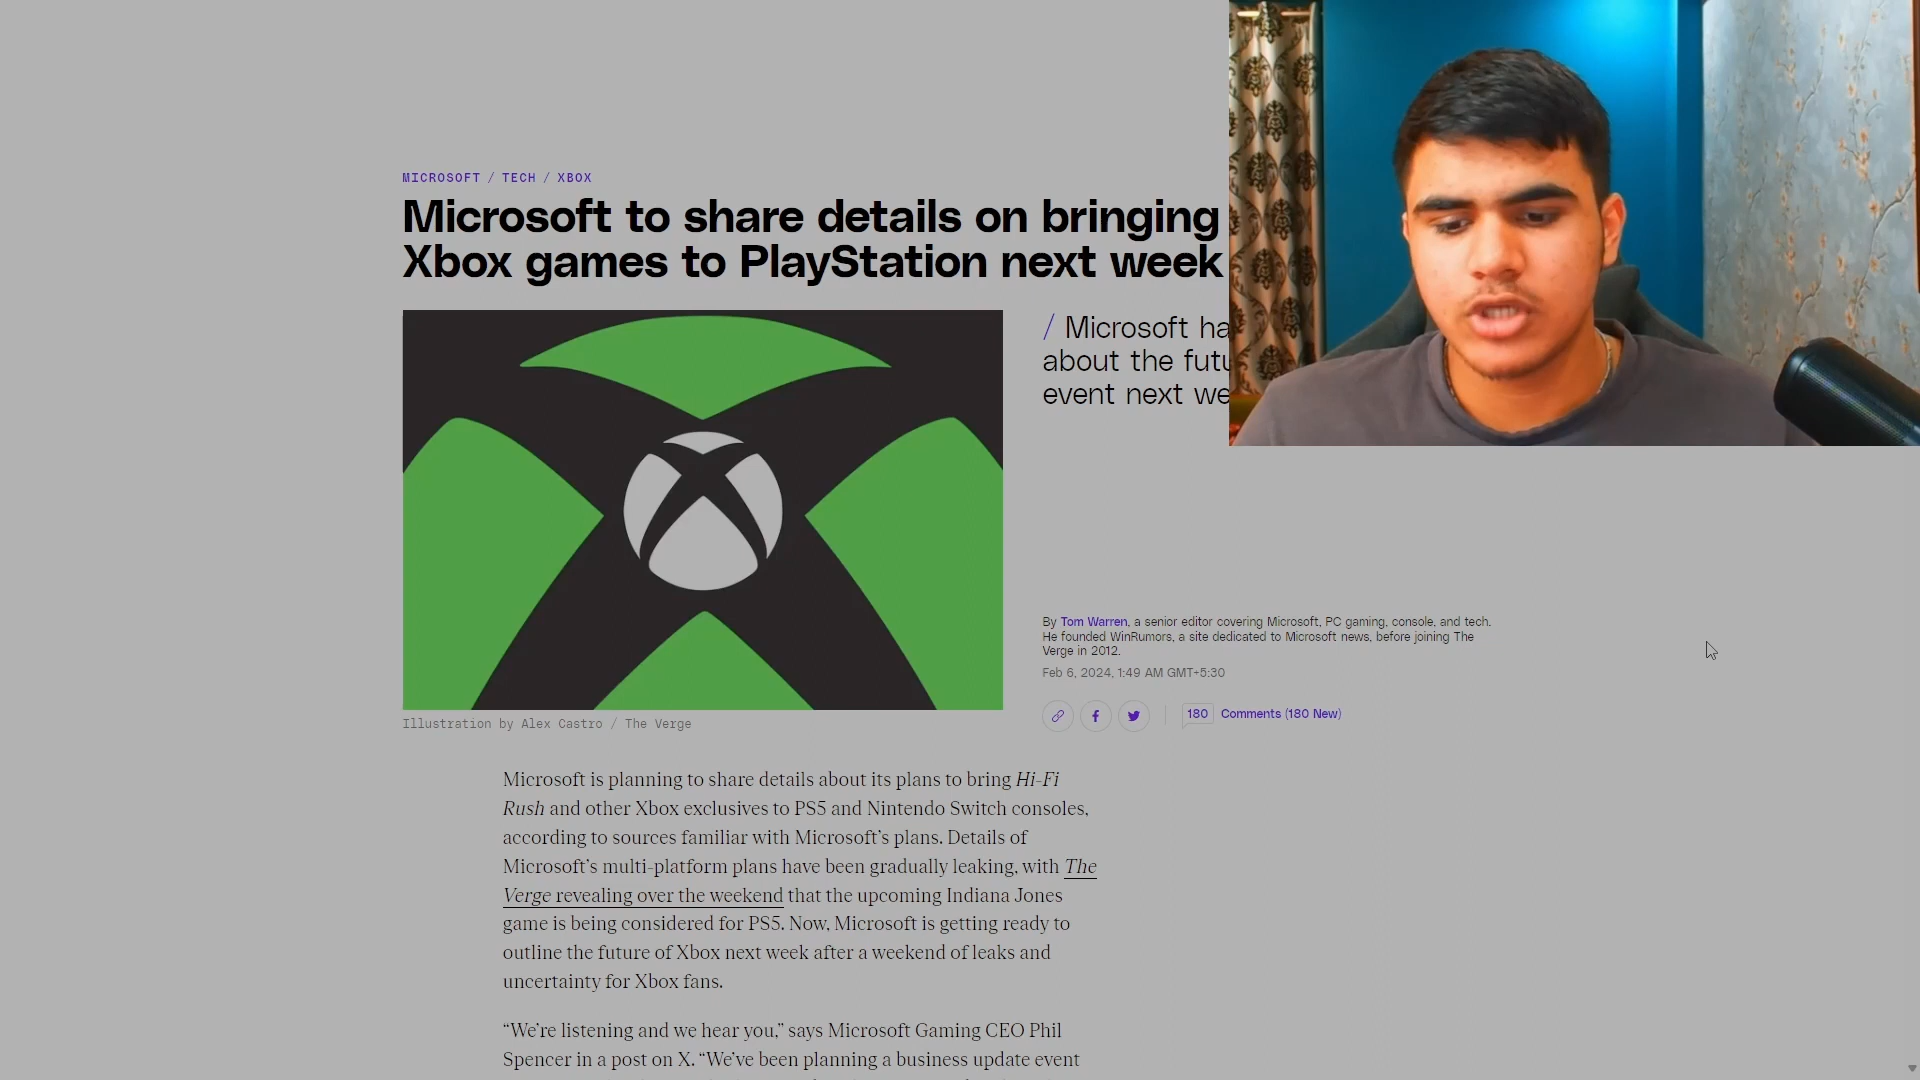 MICROSOFT / TECH / XBOX
Microsoft to share details on bringing
Xbox games to PlayStation next week
/ Microsoft ha
about the futu
event next we
By Tom Warren, a senior editor covering Microsoft, PC gaming, console, and tech.
He founded WinRumors, a site dedicated to Microsoft news, before joining The
Verge in 2012.
Feb 6, 2024, 1:49 AM GMT+5:30
180 Comments (180 New)
Illustration by Alex Castro / The Verge
Microsoft is planning to share details about its plans to bring Hi-Fi
Rush and other Xbox exclusives to PS5 and Nintendo Switch consoles,
according to sources familiar with Microsoft’s plans. Details of
Microsoft’s multi-platform plans have been gradually leaking, with The
Verge revealing over the weekend that the upcoming Indiana Jones
game is being considered for PS5. Now, Microsoft is getting ready to
outline the future of Xbox next week after a weekend of leaks and
uncertainty for Xbox fans.
“We’re listening and we hear you,” says Microsoft Gaming CEO Phil
Spencer in a post on X. “We’ve been planning a business update event